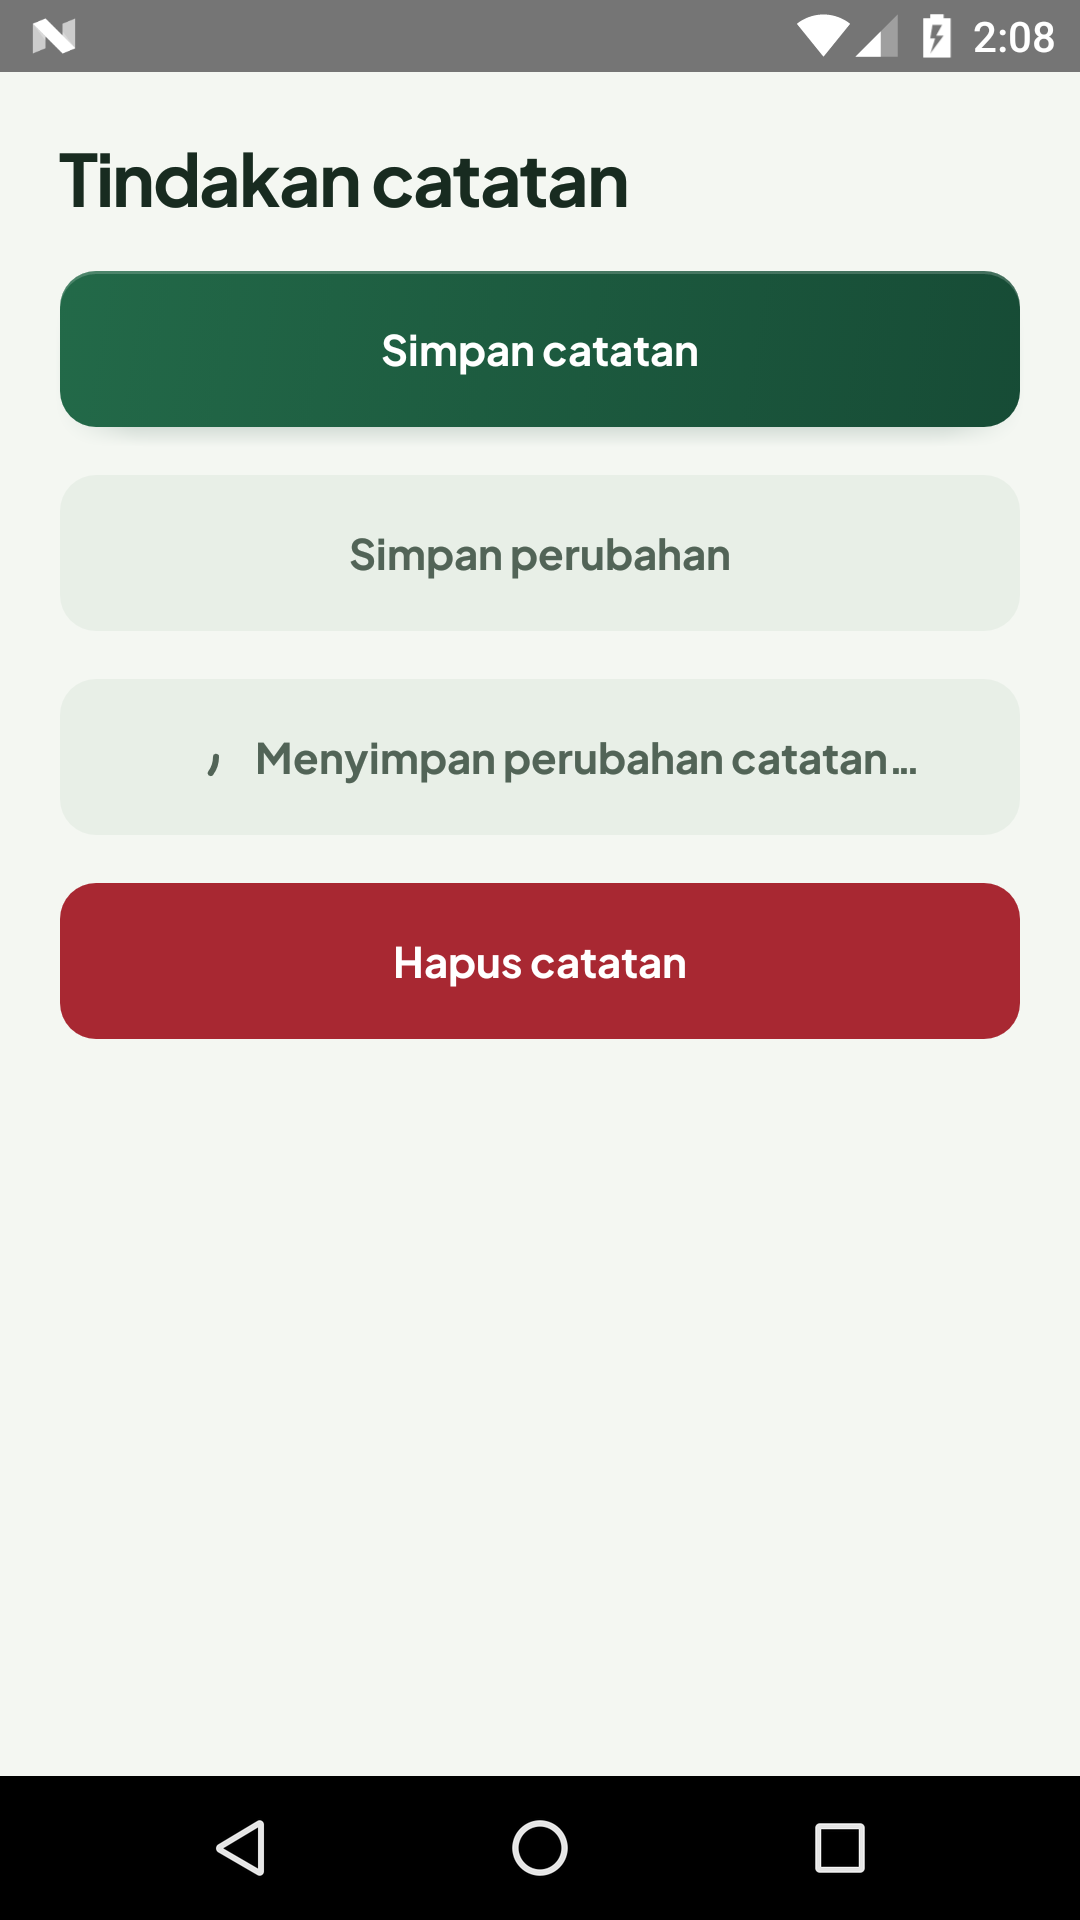 2:08
Tindakan catatan
Simpan catatan
Simpan perubahan
Menyimpan perubahan catatan…
Hapus catatan